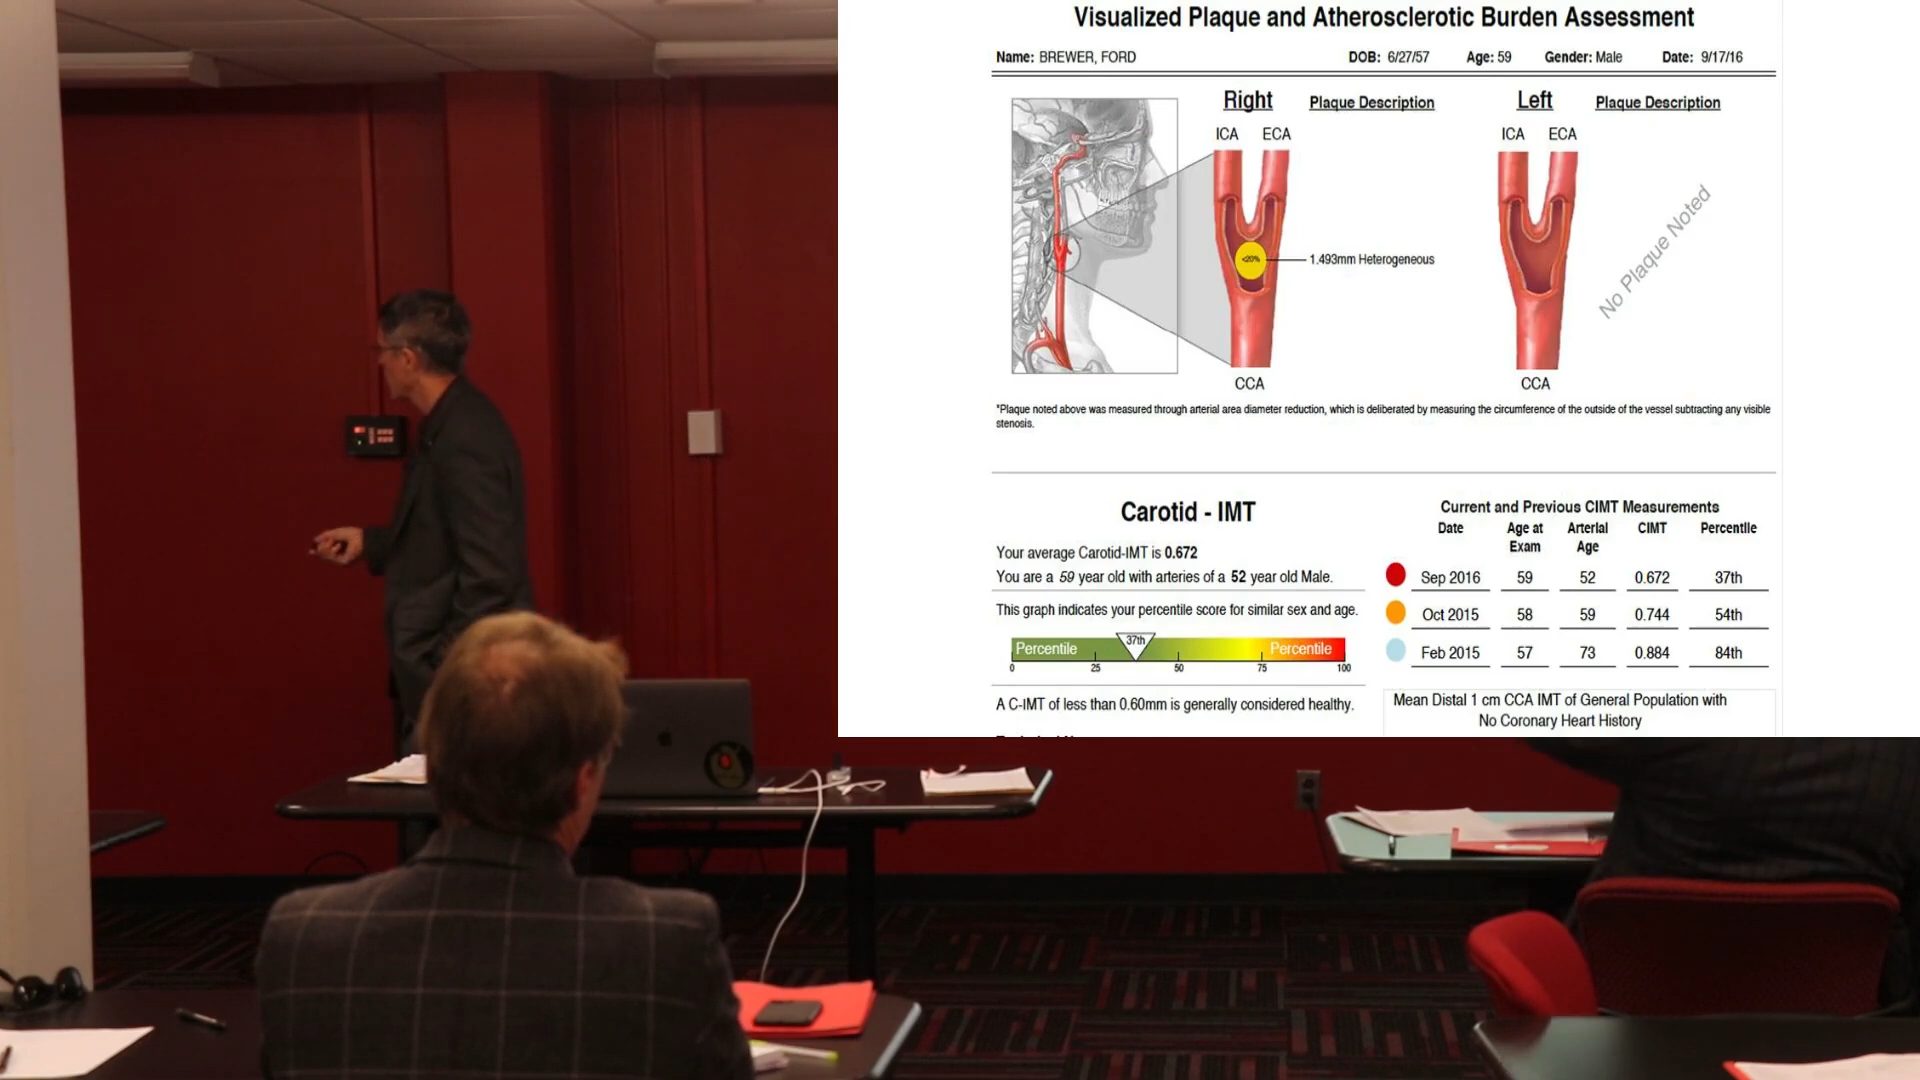 Visualized Plaque and Atherosclerotic Burden Assessment
Name: BREWER, FORD DOB: 6/27/57 Age: 59 Gender: Male Date: 9/17/16
Right Plaque Description Left Plaque Description
ICA ECA ICA ECA
No Plaque Noted
<20% 1.493mm Heterogeneous
CCA CCA
*Plaque noted above was measured through arterial area diameter reduction, which is deliberated by measuring the circumference of the outside of the vessel subtracting any visible
stenosis.
Carotid - IMT
Your average Carotid-IMT is 0.672
You are a 59 year old with arteries of a 52 year old Male.
This graph indicates your percentile score for similar sex and age.
37th
Percentile Percentile
0 25 50 75 100
A C-IMT of less than 0.60mm is generally considered healthy.
Current and Previous CIMT Measurements
Date Age at Exam Arterial Age CIMT Percentile
Sep 2016 59 52 0.672 37th
Oct 2015 58 59 0.744 54th
Feb 2015 57 73 0.884 84th
Mean Distal 1 cm CCA IMT of General Population with
No Coronary Heart History